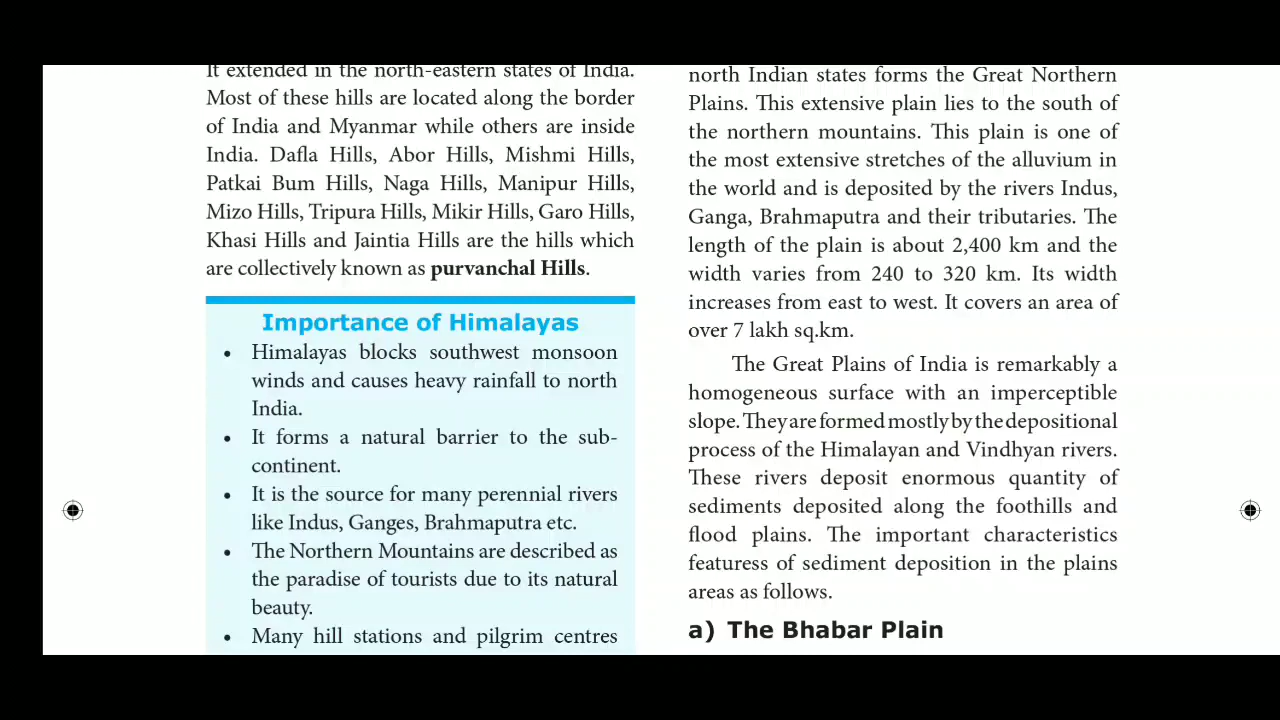 It extended in the north-eastern states of India.
Most of these hills are located along the border
of India and Myanmar while others are inside
India. Dafla Hills, Abor Hills, Mishmi Hills,
Patkai Bum Hills, Naga Hills, Manipur Hills,
Mizo Hills, Tripura Hills, Mikir Hills, Garo Hills,
Khasi Hills and Jaintia Hills are the hills which
are collectively known as purvanchal Hills.
Importance of Himalayas
• Himalayas blocks southwest monsoon
winds and causes heavy rainfall to north
India.
• It forms a natural barrier to the sub-
continent.
• It is the source for many perennial rivers
like Indus, Ganges, Brahmaputra etc.
• The Northern Mountains are described as
the paradise of tourists due to its natural
beauty.
• Many hill stations and pilgrim centres
north Indian states forms the Great Northern
Plains. This extensive plain lies to the south of
the northern mountains. This plain is one of
the most extensive stretches of the alluvium in
the world and is deposited by the rivers Indus,
Ganga, Brahmaputra and their tributaries. The
length of the plain is about 2,400 km and the
width varies from 240 to 320 km. Its width
increases from east to west. It covers an area of
over 7 lakh sq.km.
The Great Plains of India is remarkably a
homogeneous surface with an imperceptible
slope. They are formed mostly by the depositional
process of the Himalayan and Vindhyan rivers.
These rivers deposit enormous quantity of
sediments deposited along the foothills and
flood plains. The important characteristics
featuress of sediment deposition in the plains
areas as follows.
a) The Bhabar Plain